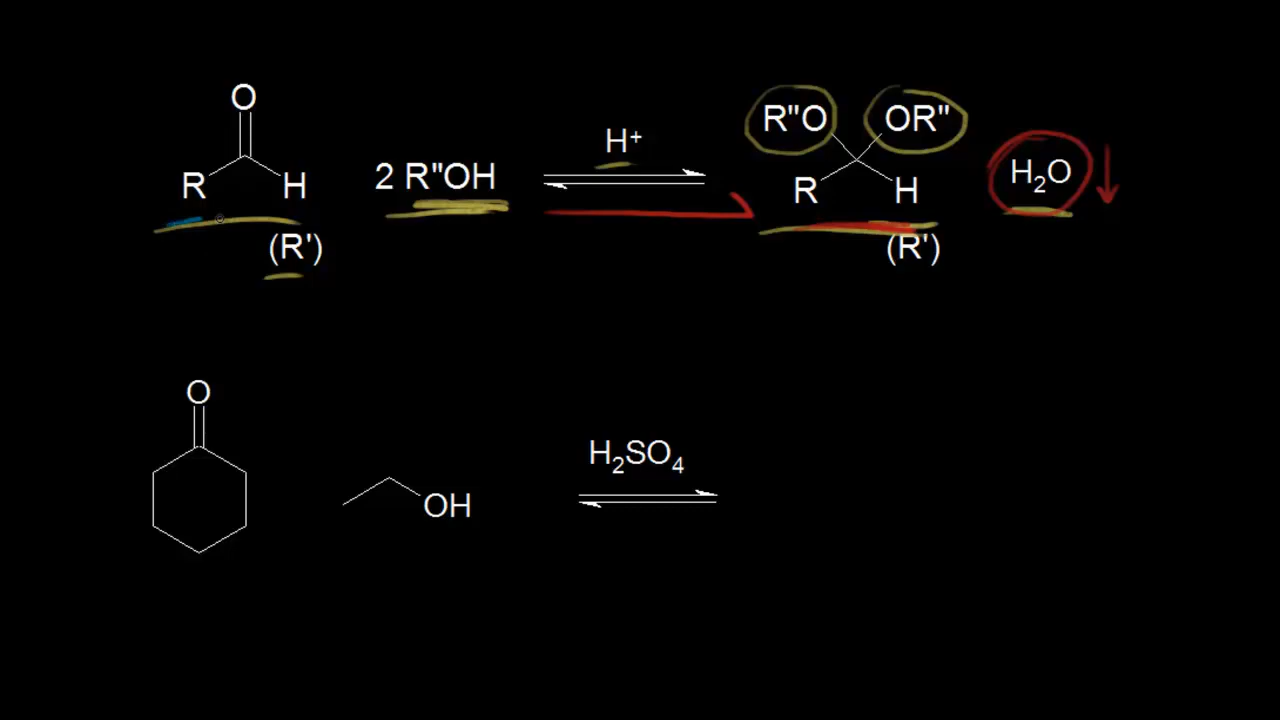 O H⁺ R"O OR"
R H 2 R"OH R H H₂O
(R') (R')
O H₂SO₄
OH